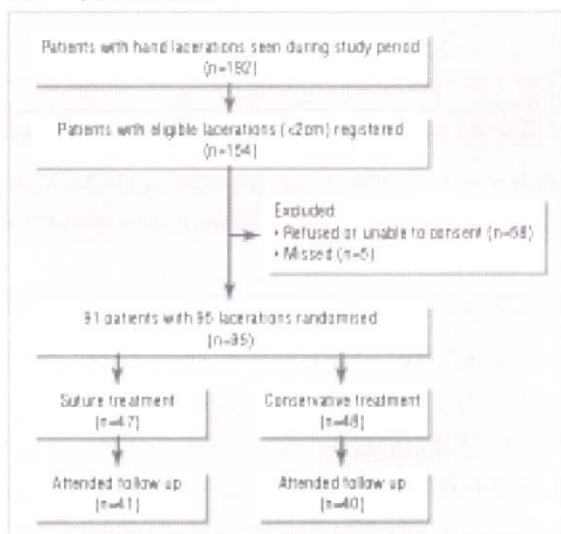 Patients with hand lacerations seen during study period
Patients with eligible lacerations (<2cm) registered
(n=154)
Excluded
• Refused or unable to consent (n=58)
• Missed (n=5)
91 patients with 95 lacerations randomised
(n=95)
Suture treatment
(n=47)
Conservative treatment
(n=48)
Attended follow up
(n=41)
Attended follow up
(n=40)